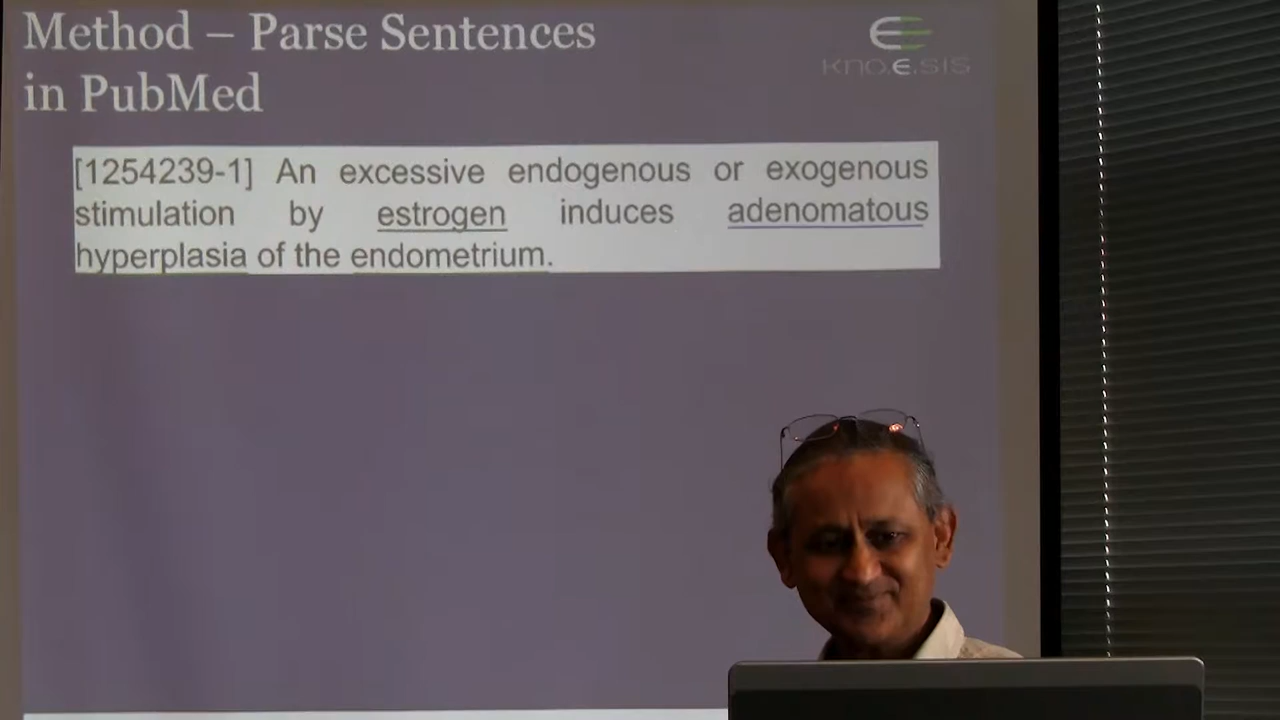 Method – Parse Sentences
in PubMed
kno.e.sis
[1254239-1] An excessive endogenous or exogenous
stimulation by estrogen induces adenomatous
hyperplasia of the endometrium.